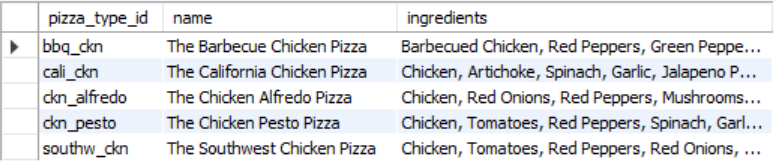 pizza_type_id name ingredients
bbq_ckn The Barbecue Chicken Pizza Barbecued Chicken, Red Peppers, Green Peppe...
cali_ckn The California Chicken Pizza Chicken, Artichoke, Spinach, Garlic, Jalapeno P...
ckn_alfredo The Chicken Alfredo Pizza Chicken, Red Onions, Red Peppers, Mushrooms...
ckn_pesto The Chicken Pesto Pizza Chicken, Tomatoes, Red Peppers, Spinach, Garl...
southw_ckn The Southwest Chicken Pizza Chicken, Tomatoes, Red Peppers, Red Onions, ...